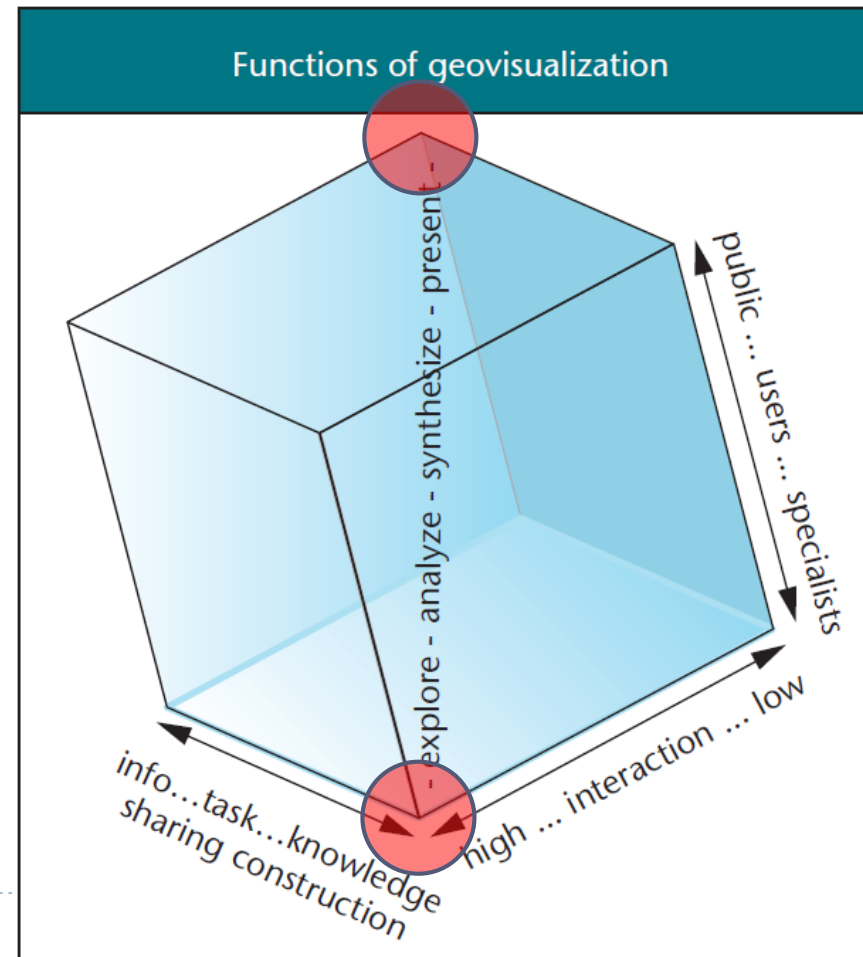 Functions of geovisualization
- explore - analyze - synthesize - present -
public ... users ... specialists
high ... interaction ... low
info...task...knowledge
sharing construction